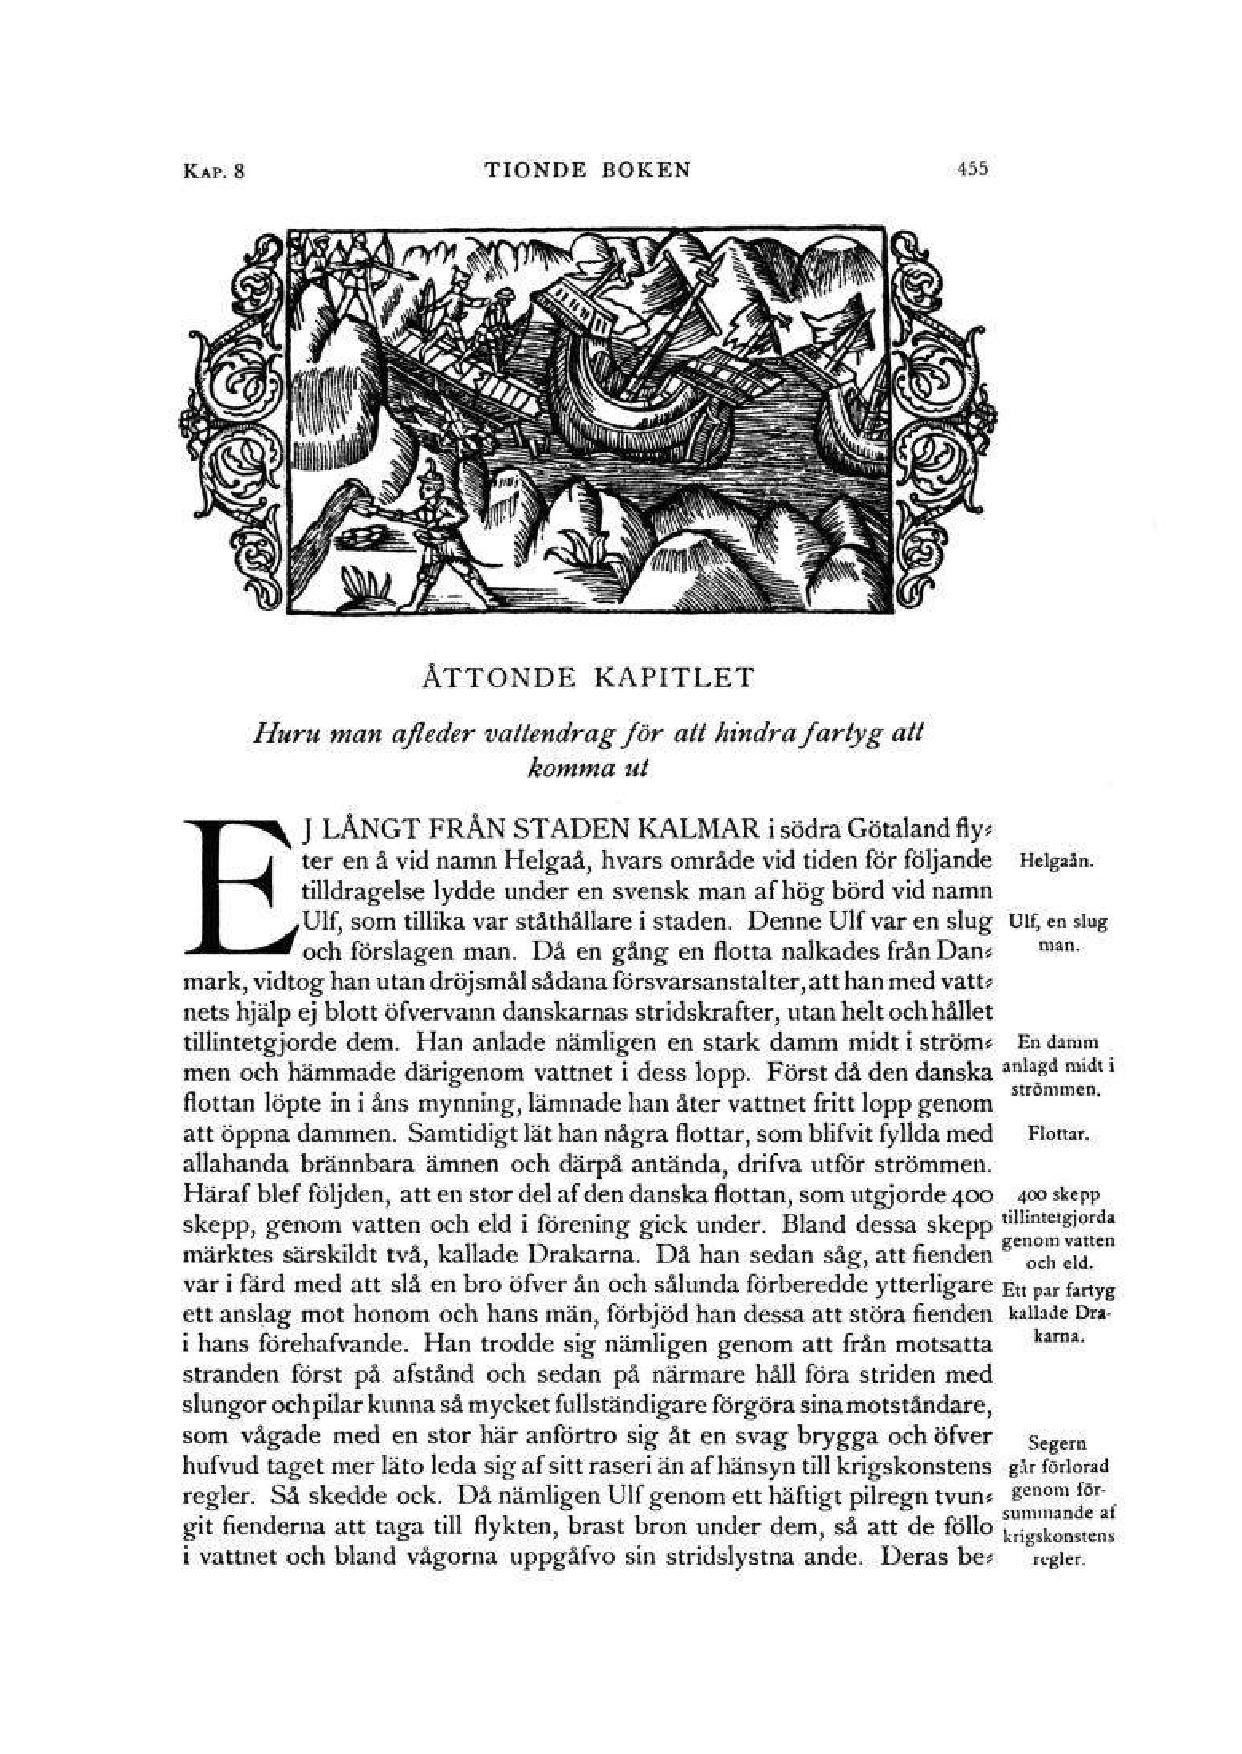 KAP. 8
TIONDE BOKEN
455
ÅTTONDE KAPITLET
Huru man afleder vattendrag för att hindra fartyg att
komma ut
EJ LÅNGT FRÅN STADEN KALMAR i södra Götaland fly⸗
ter en å vid namn Helgaå, hvars område vid tiden för följande
tilldragelse lydde under en svensk man af hög börd vid namn
Ulf, som tillika var ståthållare i staden. Denne Ulf var en slug
och förslagen man. Då en gång en flotta nalkades från Dan⸗
mark, vidtog han utan dröjsmål sådana försvarsanstalter, att han med vatt⸗
nets hjälp ej blott öfvervann danskarnas stridskrafter, utan helt och hållet
tillintetgjorde dem. Han anlade nämligen en stark damm midt i ström⸗
men och hämmade därigenom vattnet i dess lopp. Först då den danska
flottan löpte in i åns mynning, lämnade han åter vattnet fritt lopp genom
att öppna dammen. Samtidigt lät han några flottar, som blifvit fyllda med
allahanda brännbara ämnen och därpå antända, drifva utför strömmen.
Häraf blef följden, att en stor del af den danska flottan, som utgjorde 400
skepp, genom vatten och eld i förening gick under. Bland dessa skepp
märktes särskildt två, kallade Drakarna. Då han sedan såg, att fienden
var i färd med att slå en bro öfver ån och sålunda förberedde ytterligare
ett anslag mot honom och hans män, förbjöd han dessa att störa fienden
i hans förehafvande. Han trodde sig nämligen genom att från motsatta
stranden först på afstånd och sedan på närmare håll föra striden med
slungor och pilar kunna så mycket fullständigare förgöra sina motståndare,
som vågade med en stor här anförtro sig åt en svag brygga och öfver
hufvud taget mer läto leda sig af sitt raseri än af hänsyn till krigskonstens
regler. Så skedde ock. Då nämligen Ulf genom ett häftigt pilregn tvun⸗
git fienderna att taga till flykten, brast bron under dem, så att de föllo
i vattnet och bland vågorna uppgåfvo sin stridslystna ande. Deras be⸗
Helgaån.
Ulf, en slug
man.
En damm
anlagd midt i
strömmen.
Flottar.
400 skepp
tillintetgjorda
genom vatten
och eld.
Ett par fartyg
kallade Dra-
karna.
Segern
går förlorad
genom för-
summande af
krigskonstens
regler.